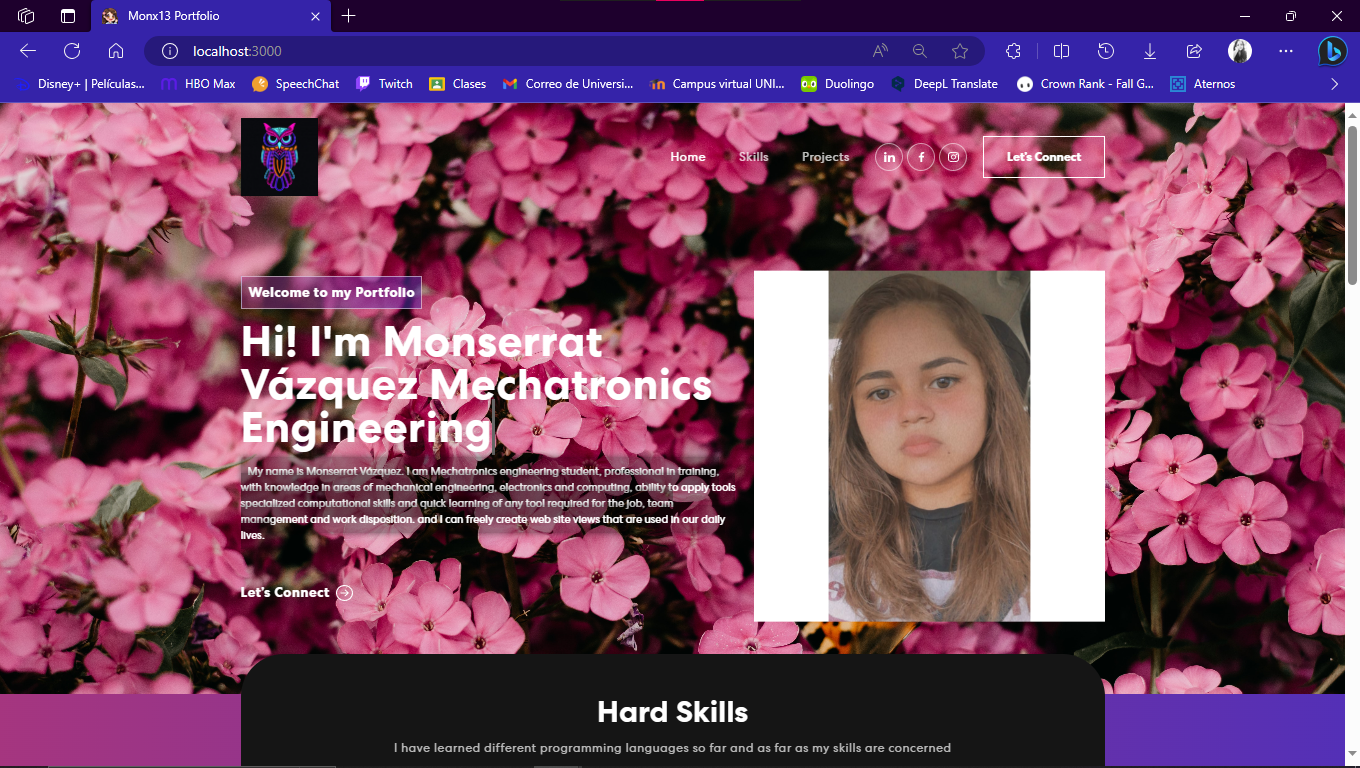 Monx13 Portfolio
localhost:3000
Disney+ | Películas...
HBO Max
SpeechChat
Twitch
Clases
Correo de Universi...
Campus virtual UNI...
Duolingo
DeepL Translate
Crown Rank - Fall G...
Aternos
Home
Skills
Projects
in
f
Let's Connect
Welcome to my Portfolio
Hi! I'm Monserrat
Vázquez Mechatronics
Engineering
My name is Monserrat Vázquez. I am Mechatronics engineering student, professional in training,
with knowledge in areas of mechanical engineering, electronics and computing, ability to apply tools
specialized computational skills and quick learning of any tool required for the job, team
management and work disposition. and I can freely create web site views that are used in our daily
lives.
Let's Connect
Hard Skills
I have learned different programming languages so far and as far as my skills are concerned